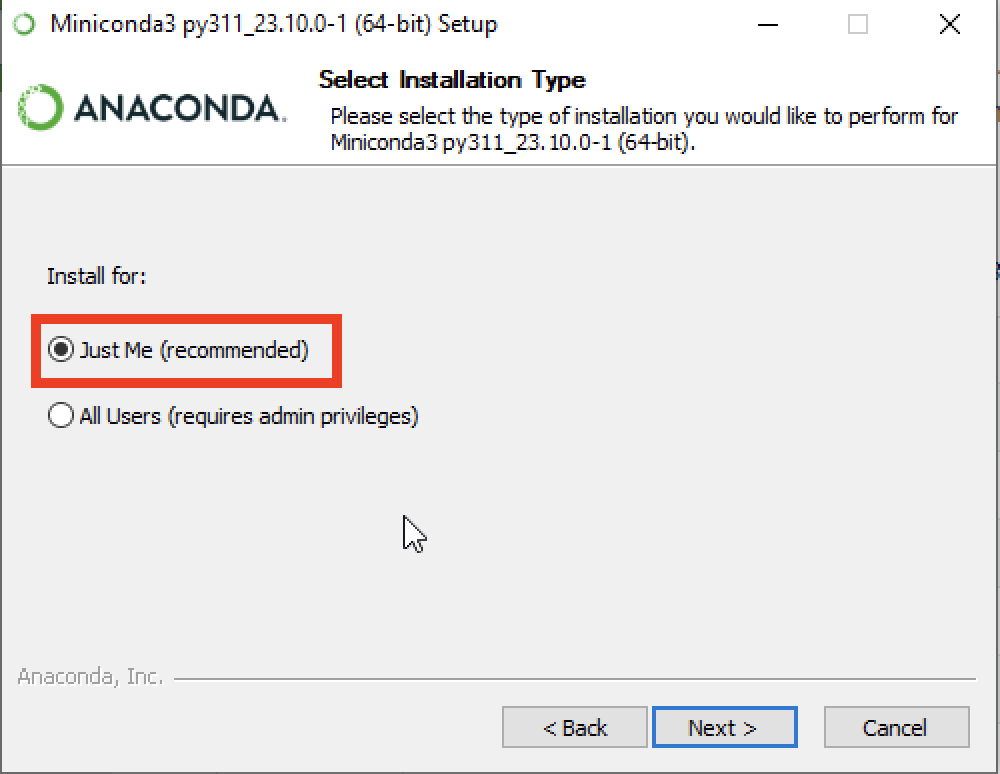 Miniconda3 py311_23.10.0-1 (64-bit) Setup
ANACONDA.
Select Installation Type
Please select the type of installation you would like to perform for
Miniconda3 py311_23.10.0-1 (64-bit).
Install for:
Just Me (recommended)
All Users (requires admin privileges)
Anaconda, Inc.
< Back
Next >
Cancel